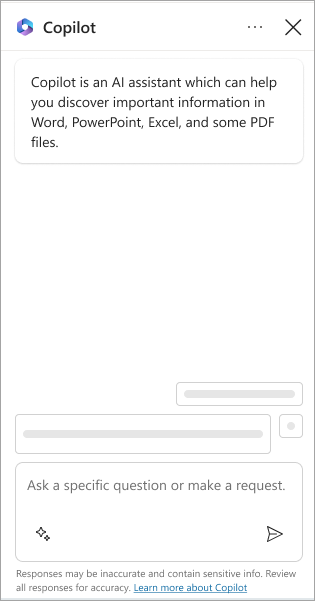 Copilot
Copilot is an AI assistant which can help
you discover important information in
Word, PowerPoint, Excel, and some PDF
files.
Ask a specific question or make a request.
Responses may be inaccurate and contain sensitive info. Review
all responses for accuracy. Learn more about Copilot